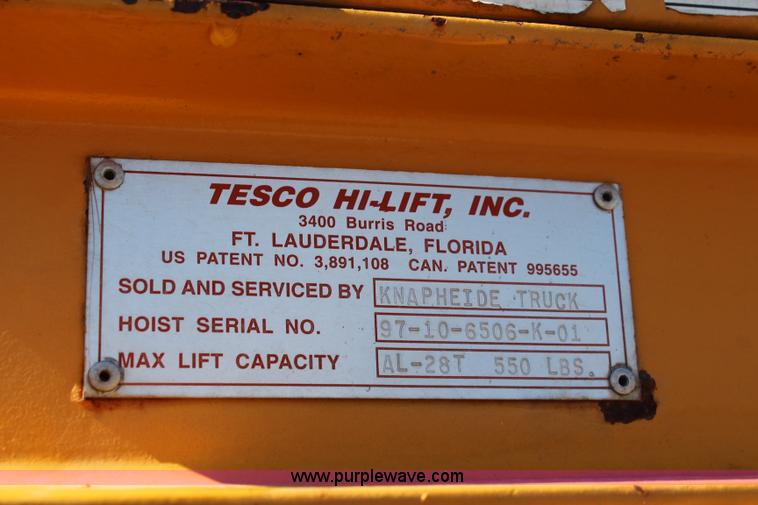 TESCO HI-LIFT, INC.
3400 Burris Road
FT. LAUDERDALE, FLORIDA
US PATENT NO. 3,891,108 CAN. PATENT 995655
SOLD AND SERVICED BY KNAPHEIDE TRUCK
HOIST SERIAL NO. 97-10-6506-K-01
MAX LIFT CAPACITY AL-28T 550 LBS.
www.purplewave.com